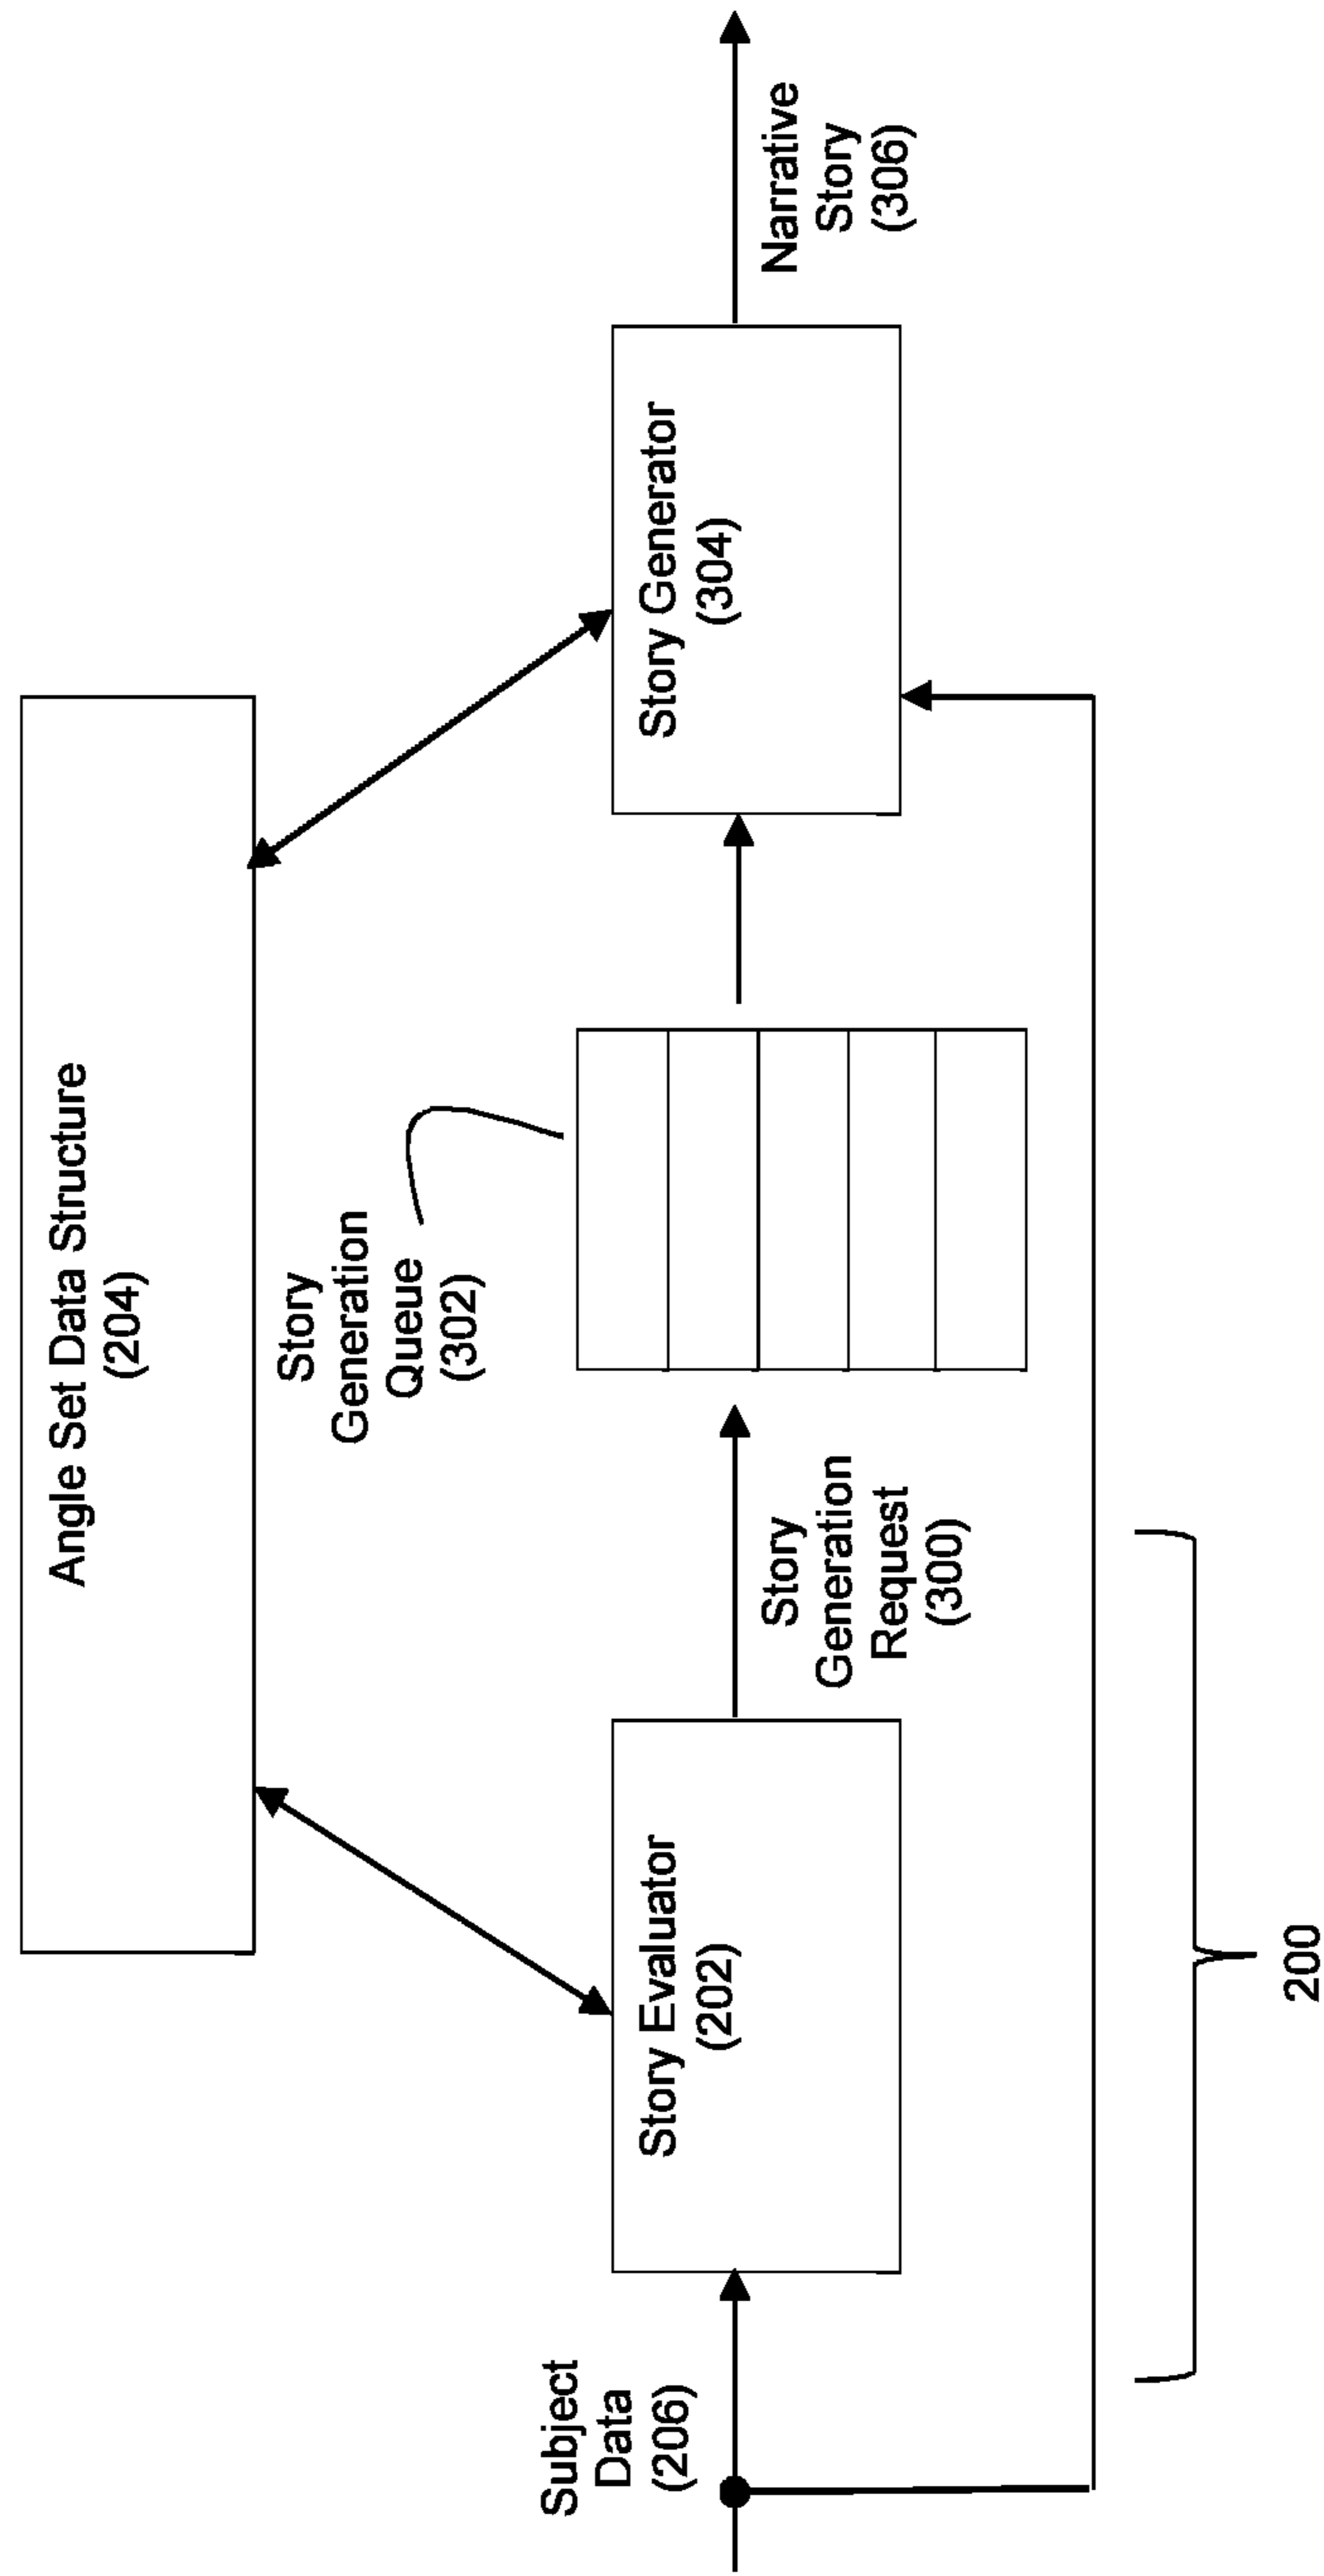 Angle Set Data Structure
(204)
Story
Generation
Queue
(302)
Subject
Data
(206)
Story Evaluator
(202)
Story
Generation
Request
(300)
Story Generator
(304)
Narrative
Story
(306)
200